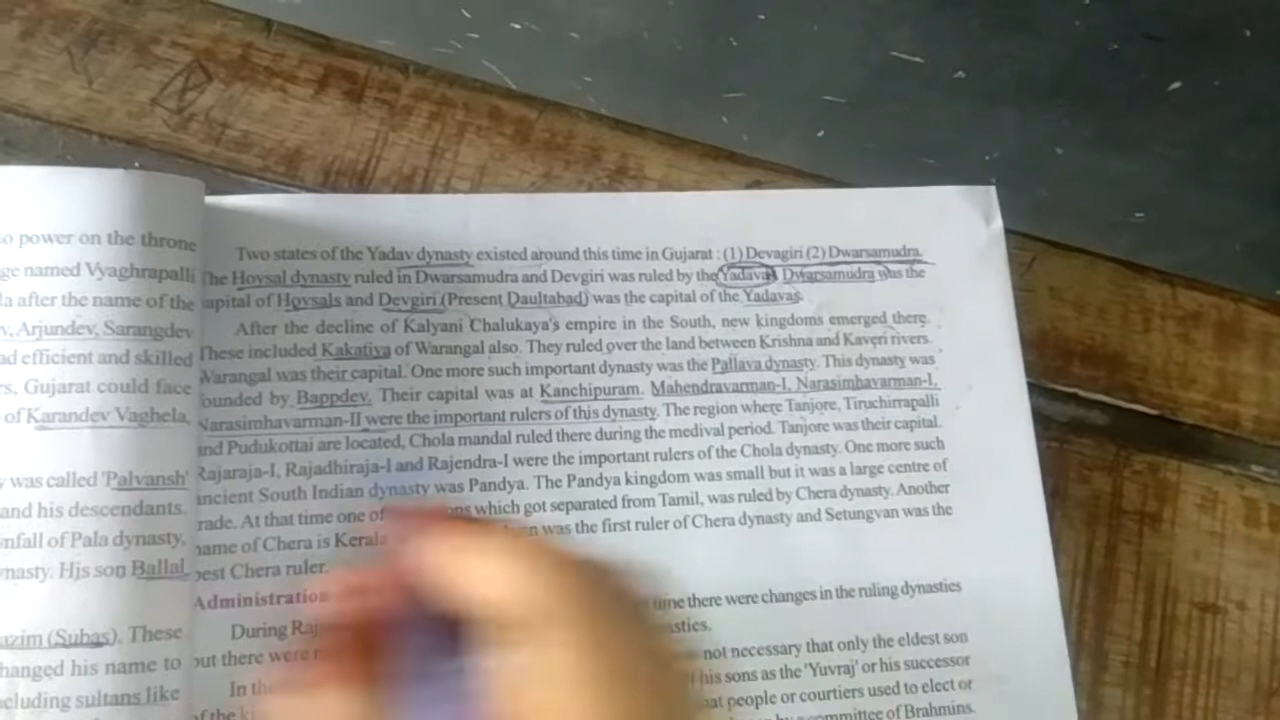 o power on the throne
ge named Vyaghrapalli
la after the name of the
v, Arjundev, Sarangdev
ad efficient and skilled
rs, Gujarat could face
of Karandev Vaghela,
y was called 'Palvansh'
and his descendants.
nfall of Pala dynasty,
nasty. His son Ballal
azim (Subas). These
hanged his name to
cluding sultans like
Two states of the Yadav dynasty existed around this time in Gujarat : (1) Devagiri (2) Dwarsamudra.
The Hoysal dynasty ruled in Dwarsamudra and Devgiri was ruled by the Yadavas Dwarsamudra was the
apital of Hoysals and Devgiri (Present Daultabad) was the capital of the Yadavas.
After the decline of Kalyani Chalukaya's empire in the South, new kingdoms emerged there.
These included Kakatiya of Warangal also. They ruled over the land between Krishna and Kaveri rivers.
Warangal was their capital. One more such important dynasty was the Pallava dynasty. This dynasty was
ounded by Bappdev. Their capital was at Kanchipuram. Mahendravarman-I, Narasimhavarman-I,
Narasimhavarman-II were the important rulers of this dynasty. The region where Tanjore, Tiruchirrapalli
and Pudukottai are located, Chola mandal ruled there during the medival period. Tanjore was their capital.
Rajaraja-I, Rajadhiraja-I and Rajendra-I were the important rulers of the Chola dynasty. One more such
ancient South Indian dynasty was Pandya. The Pandya kingdom was small but it was a large centre of
rade. At that time one of which got separated from Tamil, was ruled by Chera dynasty. Another
name of Chera is Kerala was the first ruler of Chera dynasty and Setungvan was the
best Chera ruler.
Administration
During Raj time there were changes in the ruling dynasties
but there were asties.
In the not necessary that only the eldest son
of the ki his sons as the 'Yuvraj' or his successor
people or courtiers used to elect or
committee of Brahmins.